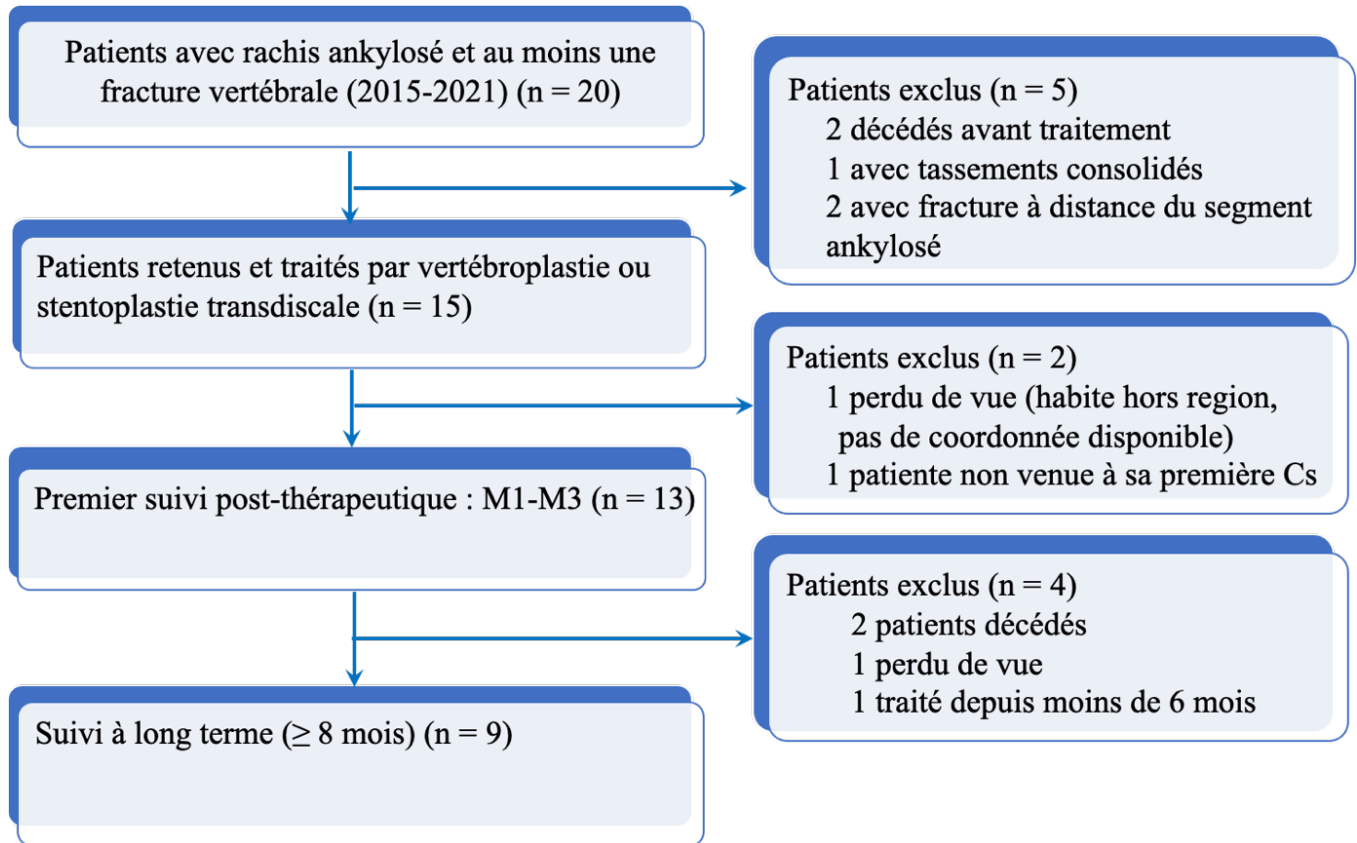 Patients avec rachis ankylosé et au moins une
fracture vertébrale (2015-2021) (n = 20)
Patients exclus (n = 5)
2 décédés avant traitement
1 avec tassements consolidés
2 avec fracture à distance du segment
ankylosé
Patients retenus et traités par vertébroplastie ou
stentoplastie transdiscale (n = 15)
Patients exclus (n = 2)
1 perdu de vue (habite hors region,
pas de coordonnée disponible)
1 patiente non venue à sa première Cs
Premier suivi post-thérapeutique : M1-M3 (n = 13)
Patients exclus (n = 4)
2 patients décédés
1 perdu de vue
1 traité depuis moins de 6 mois
Suivi à long terme (≥ 8 mois) (n = 9)